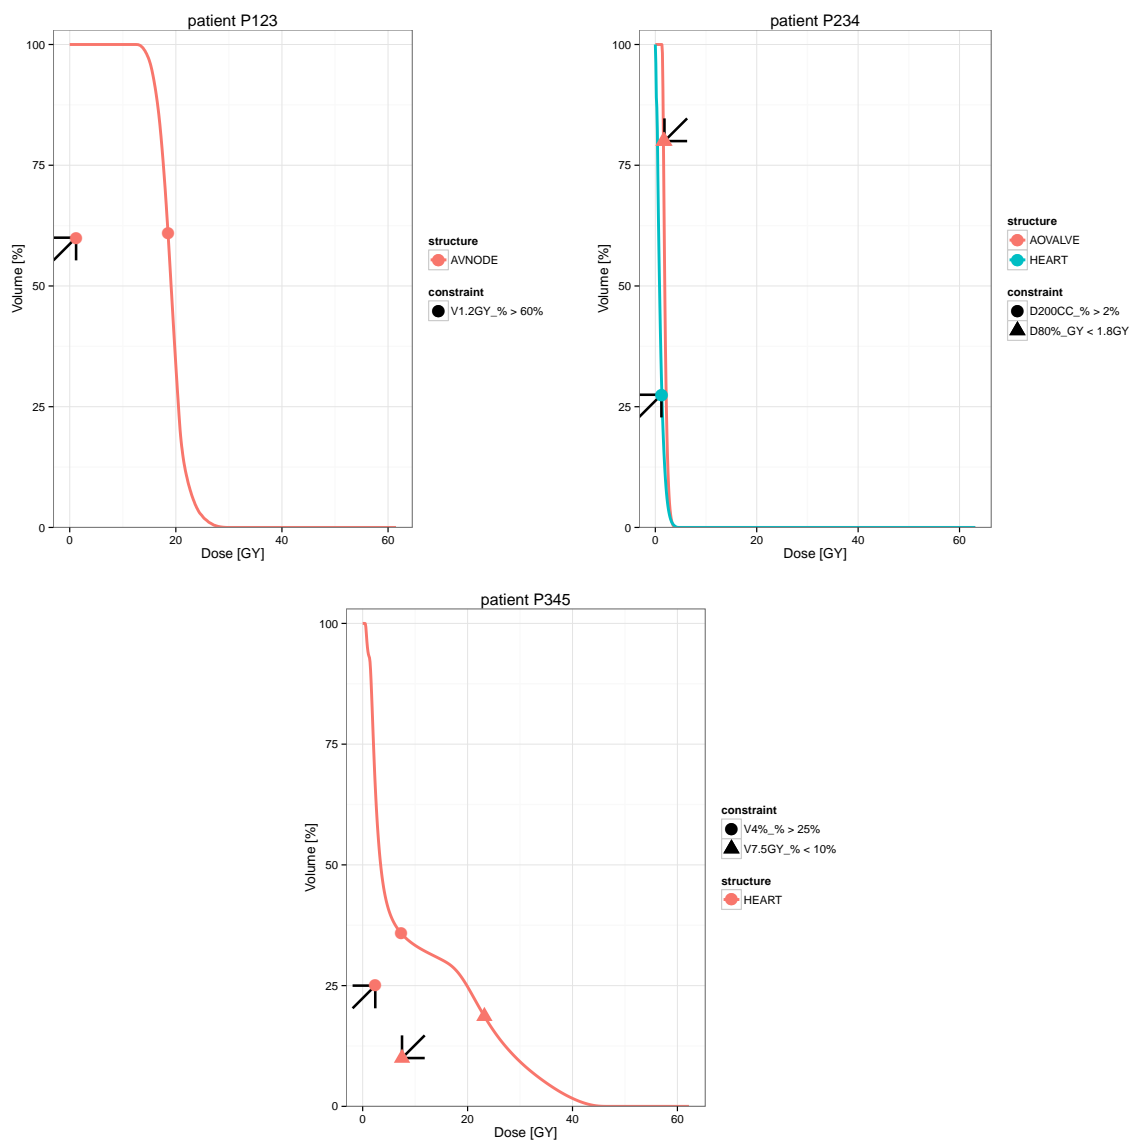 patient P123
100
75
50
25
0
0 20 40 60
Volume [%]
Dose [GY]
structure
AVNODE
constraint
V1.2GY_% > 60%
patient P234
100
75
50
25
0
0 20 40 60
Volume [%]
Dose [GY]
structure
AOVALVE
HEART
constraint
D200CC_% > 2%
D80%_GY < 1.8GY
patient P345
100
75
50
25
0
0 20 40 60
Volume [%]
Dose [GY]
constraint
V4%_% > 25%
V7.5GY_% < 10%
structure
HEART